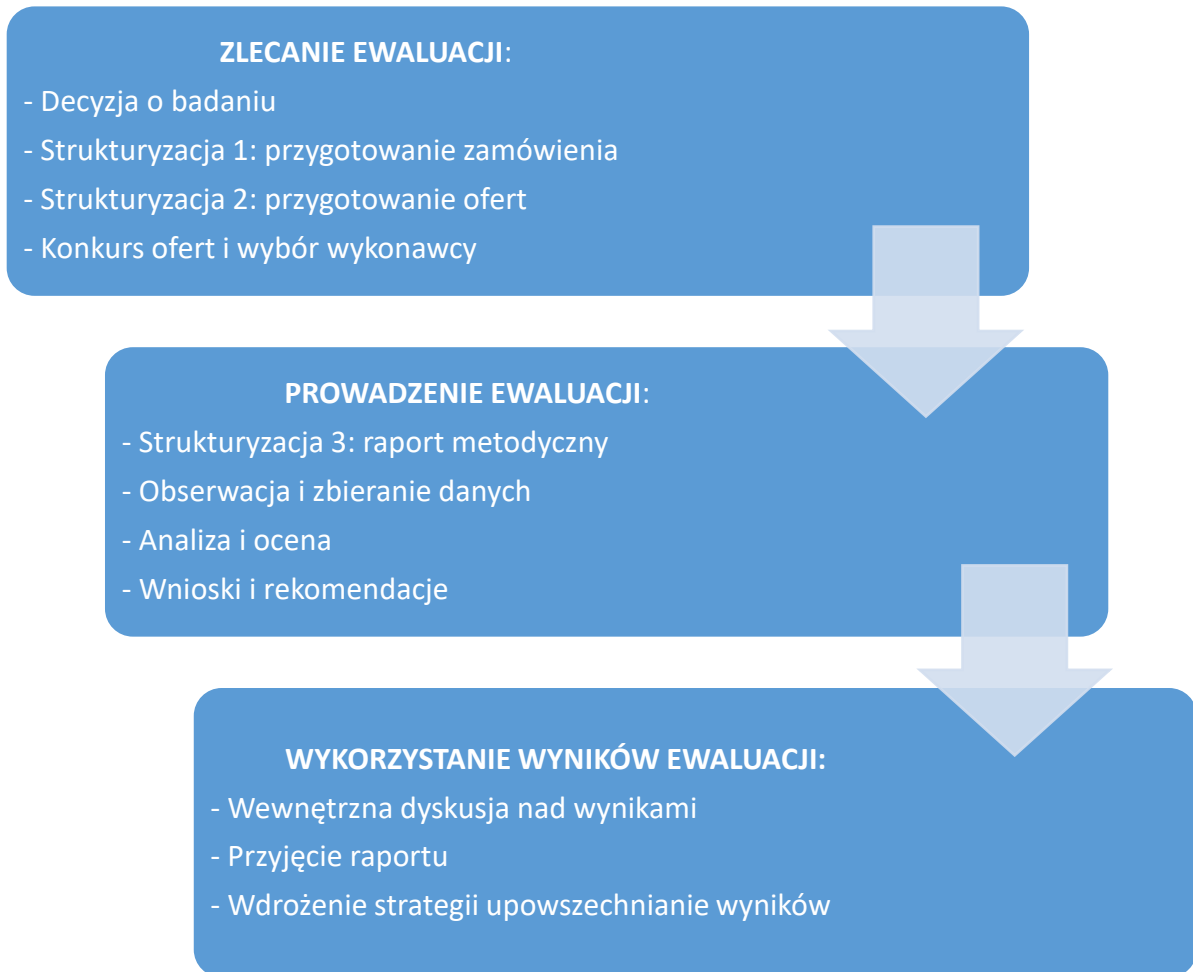 ZLECANIE EWALUACJI:
- Decyzja o badaniu
- Strukturyzacja 1: przygotowanie zamówienia
- Strukturyzacja 2: przygotowanie ofert
- Konkurs ofert i wybór wykonawcy
PROWADZENIE EWALUACJI:
- Strukturyzacja 3: raport metodyczny
- Obserwacja i zbieranie danych
- Analiza i ocena
- Wnioski i rekomendacje
WYKORZYSTANIE WYNIKÓW EWALUACJI:
- Wewnętrzna dyskusja nad wynikami
- Przyjęcie raportu
- Wdrożenie strategii upowszechnianie wyników